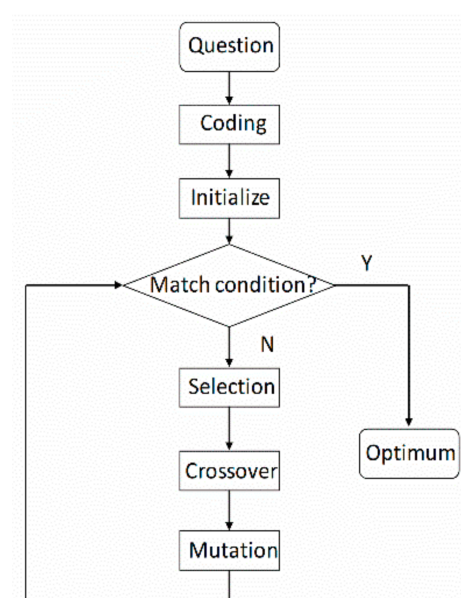 Question
Coding
Initialize
Match condition?
Y
N
Selection
Optimum
Crossover
Mutation